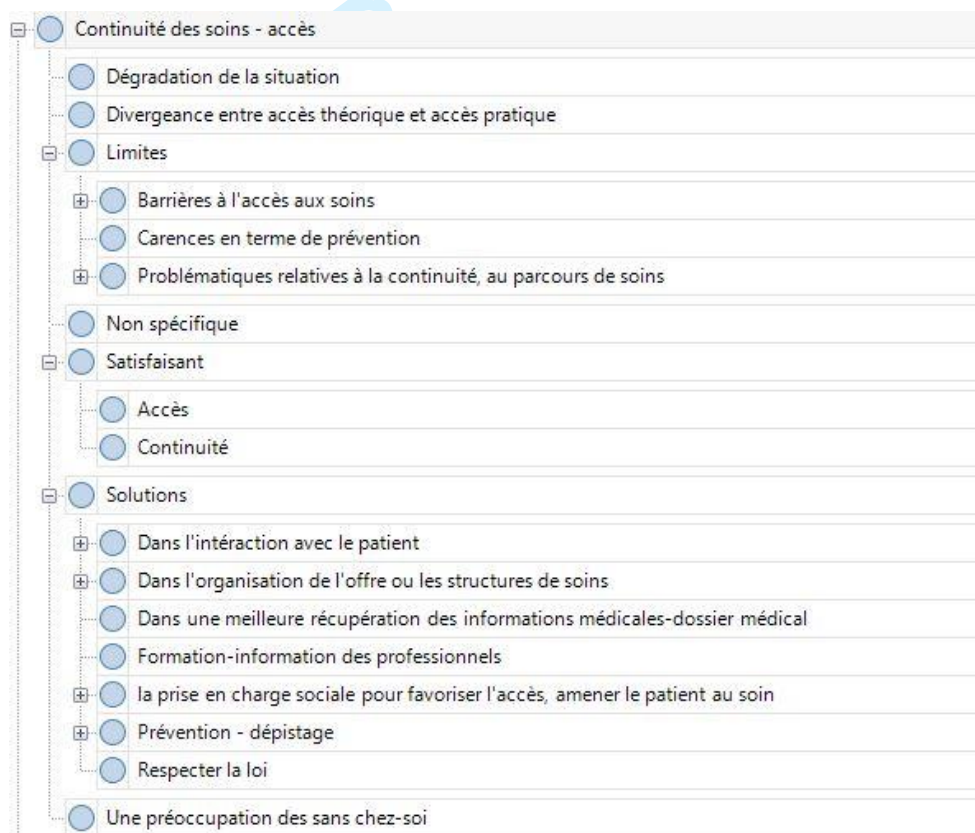 Continuité des soins - accès
Dégradation de la situation
Divergeance entre accès théorique et accès pratique
Limites
Barrières à l'accès aux soins
Carences en terme de prévention
Problématiques relatives à la continuité, au parcours de soins
Non spécifique
Satisfaisant
Accès
Continuité
Solutions
Dans l'intéraction avec le patient
Dans l'organisation de l'offre ou les structures de soins
Dans une meilleure récupération des informations médicales-dossier médical
Formation-information des professionnels
la prise en charge sociale pour favoriser l'accès, amener le patient au soin
Prévention - dépistage
Respecter la loi
Une préoccupation des sans chez-soi